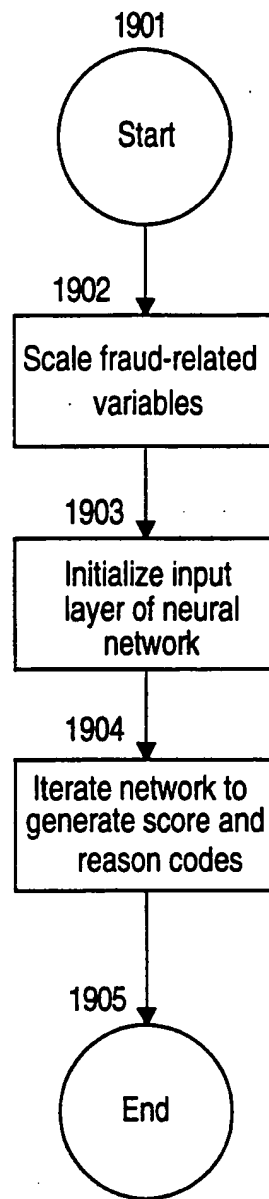 1901
Start
1902
Scale fraud-related
variables
1903
Initialize input
layer of neural
network
1904
Iterate network to
generate score and
reason codes
1905
End